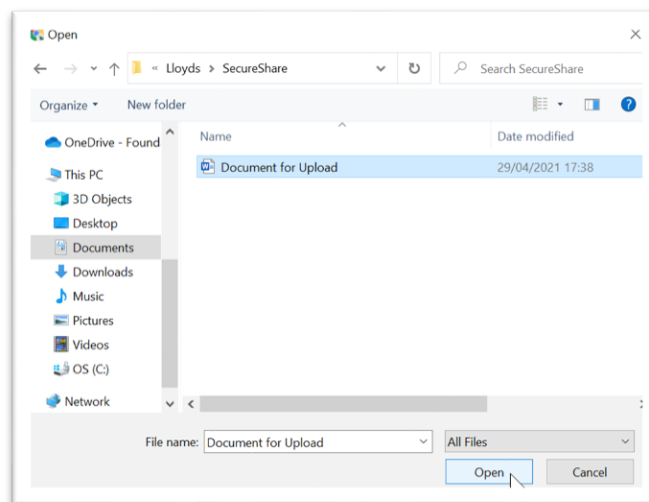 Open
« Lloyds > SecureShare
Search SecureShare
Organize
New folder
Name
Date modified
OneDrive - Found
Document for Upload
29/04/2021 17:38
This PC
3D Objects
Desktop
Documents
Downloads
Music
Pictures
Videos
OS (C:)
Network
File name:
Document for Upload
All Files
Open
Cancel